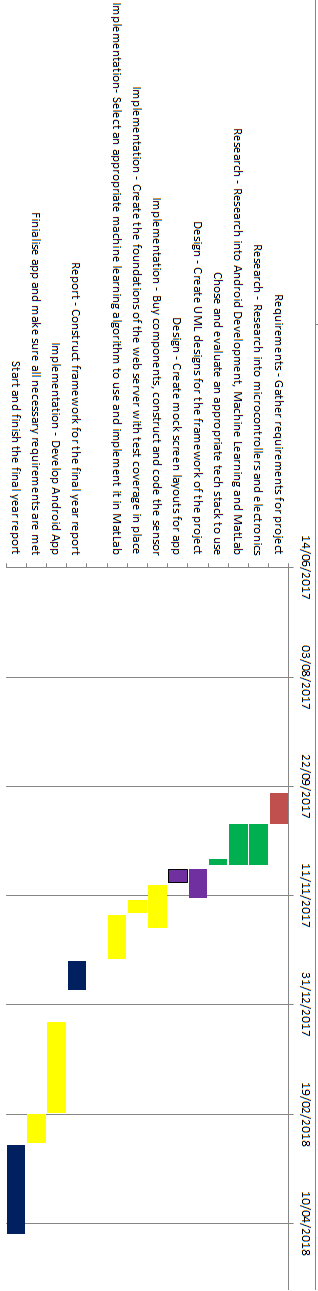 14/06/2017 03/08/2017 22/09/2017 11/11/2017 31/12/2017 19/02/2018 10/04/2018
Requirements - Gather requirements for project
Research - Research into microcontrollers and electronics
Research - Research into Android Development, Machine Learning and MatLab
Chose and evaluate an appropriate tech stack to use
Design - Create UML designs for the framework of the project
Design - Create mock screen layouts for app
Implementation - Buy components, construct and code the sensor
Implementation - Create the foundations of the web server with test coverage in place
Implementation- Select an appropriate machine learning algorithm to use and implement it in MatLab
Report - Construct framework for the final year report
Implementation - Develop Android App
Finialise app and make sure all necessary requirements are met
Start and finish the final year report